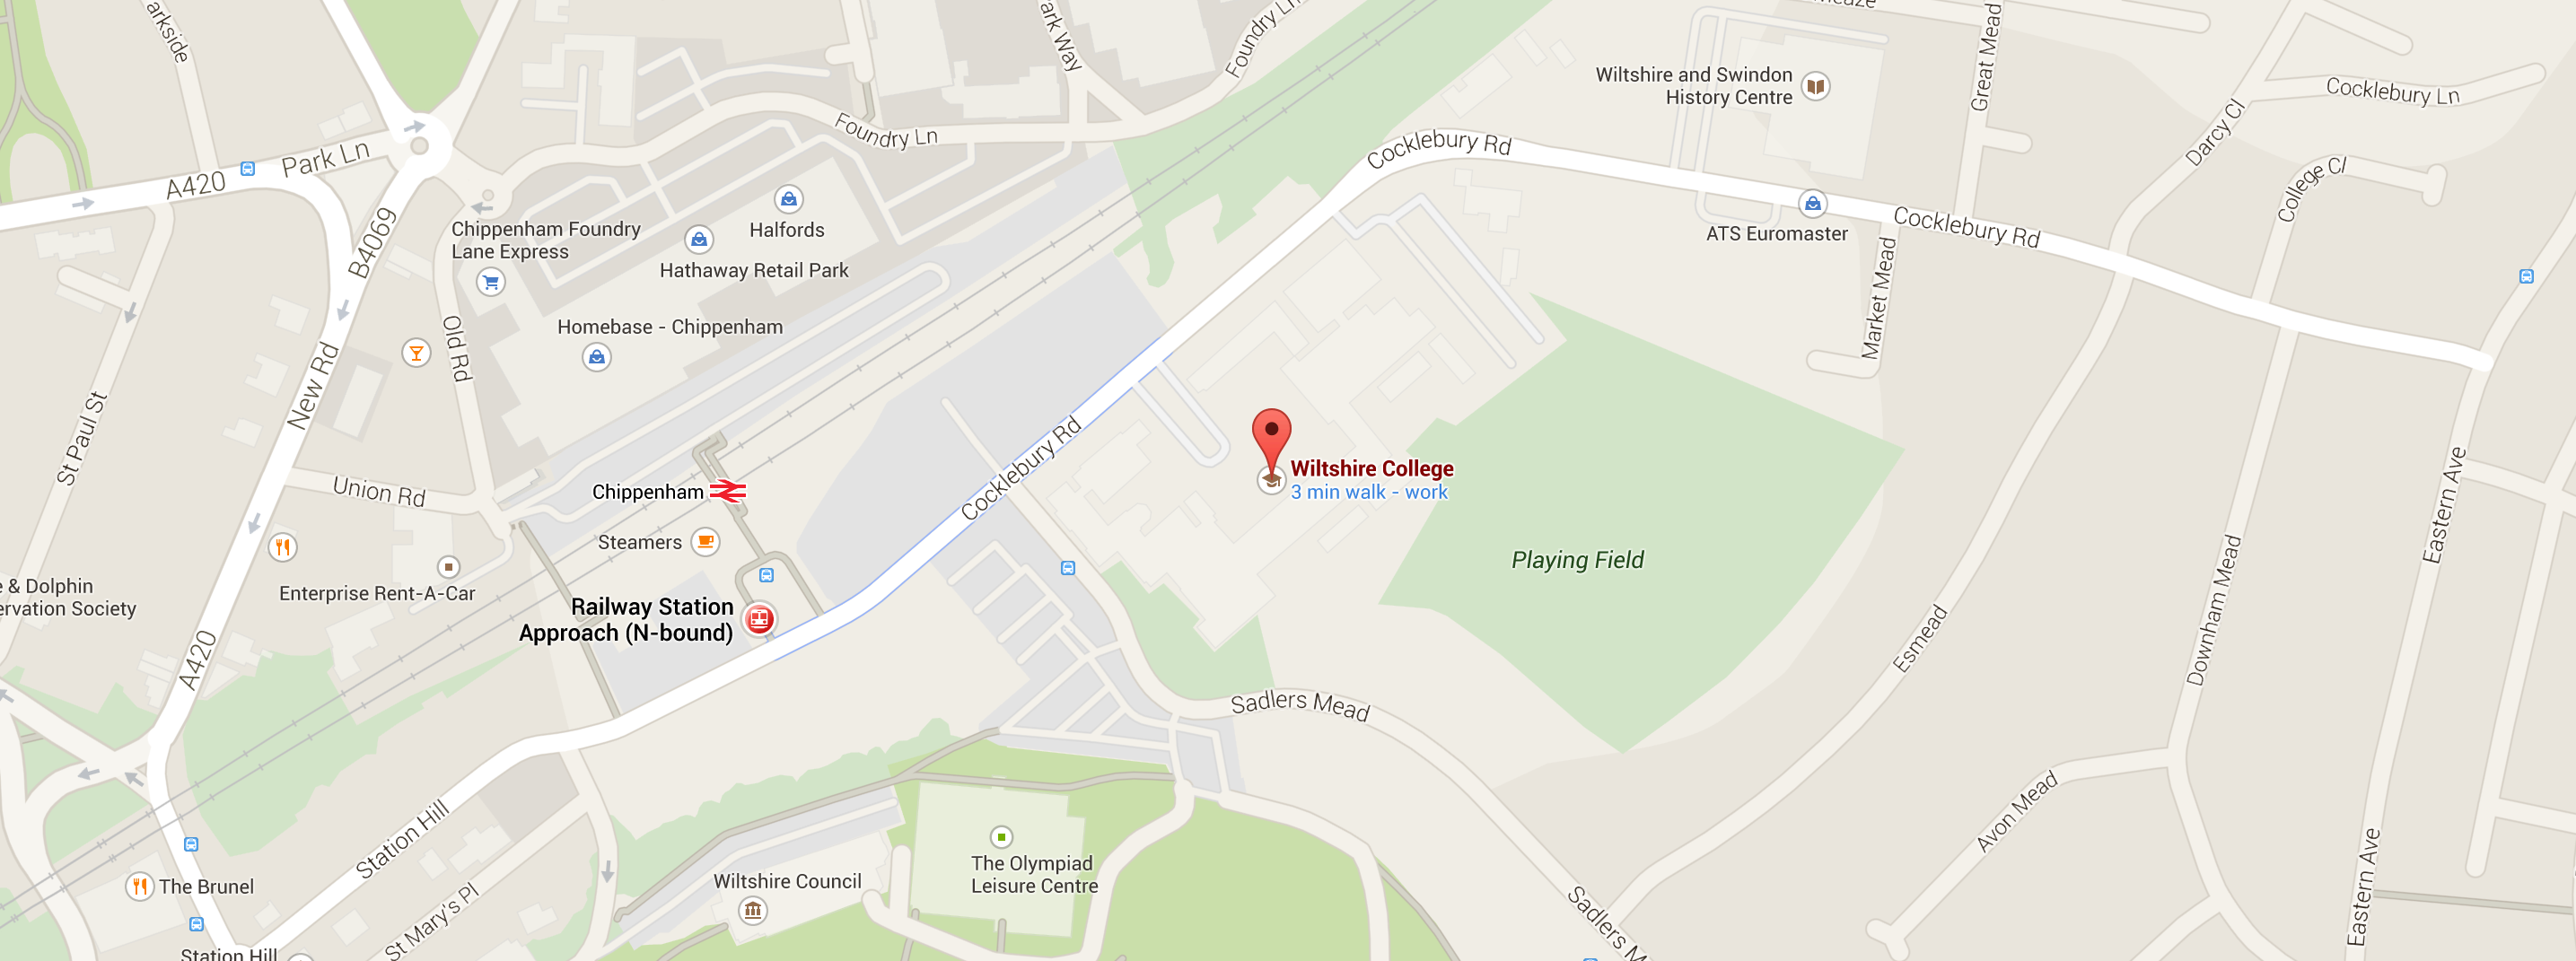 arkside
Park Ln
A420
B4069
New Rd
Old Rd
St Paul St
Union Rd
A420
Chippenham Foundry
Lane Express
Halfords
Hathaway Retail Park
Homebase - Chippenham
Foundry Ln
ark Way
Foundry Ln
Cocklebury Rd
Wiltshire and Swindon
History Centre
Great Mead
Cocklebury Ln
Darcy Cl
College Cl
ATS Euromaster
Cocklebury Rd
Market Mead
Chippenham
Steamers
Cocklebury Rd
Wiltshire College
3 min walk - work
Playing Field
Enterprise Rent-A-Car
& Dolphin
ervation Society
Railway Station
Approach (N-bound)
Eastern Ave
Downham Mead
Esmead
Sadlers Mead
Avon Mead
Station Hill
The Brunel
Station Hill
St Mary's Pl
Wiltshire Council
The Olympiad
Leisure Centre
Sadlers M
Eastern Ave